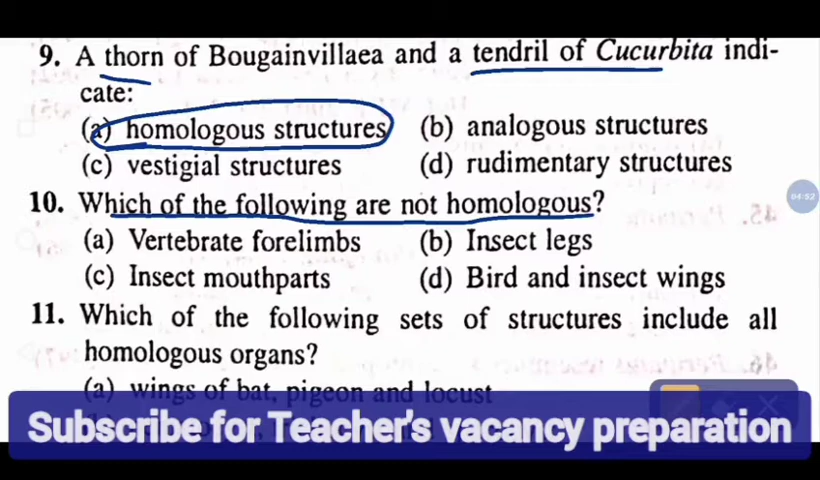 9. A thorn of Bougainvillaea and a tendril of Cucurbita indi-
cate:
(a) homologous structures (b) analogous structures
(c) vestigial structures (d) rudimentary structures
10. Which of the following are not homologous?
(a) Vertebrate forelimbs (b) Insect legs
(c) Insect mouthparts (d) Bird and insect wings
11. Which of the following sets of structures include all
homologous organs?
(a) wings of bat, pigeon and locust
Subscribe for Teacher's vacancy preparation
04:52